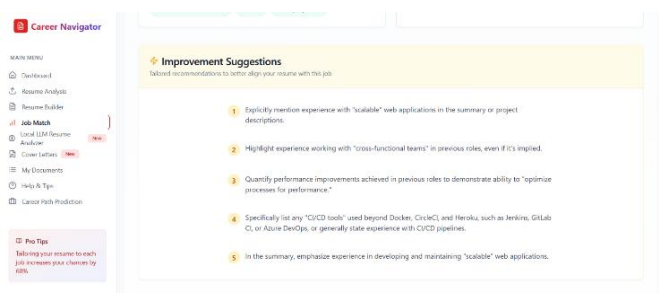 Career Navigator
MAIN MENU
Dashboard
Resume Analysis
Resume Builder
Job Match
Local LLM Resume
Analyzer
New
Cover Letters
New
My Documents
Help & Tips
Career Path Prediction
Pro Tips
Tailoring your resume to each
job increases your chances by
68%.
Improvement Suggestions
Tailored recommendations to better align your resume with this job
1 Explicitly mention experience with "scalable" web applications in the summary or project
descriptions.
2 Highlight experience working with "cross-functional teams" in previous roles, even if it's implied.
3 Quantify performance improvements achieved in previous roles to demonstrate ability to "optimize
processes for performance."
4 Specifically list any "CI/CD tools" used beyond Docker, CircleCI, and Heroku, such as Jenkins, GitLab
CI, or Azure DevOps, or generally state experience with CI/CD pipelines.
5 In the summary, emphasize experience in developing and maintaining "scalable" web applications.